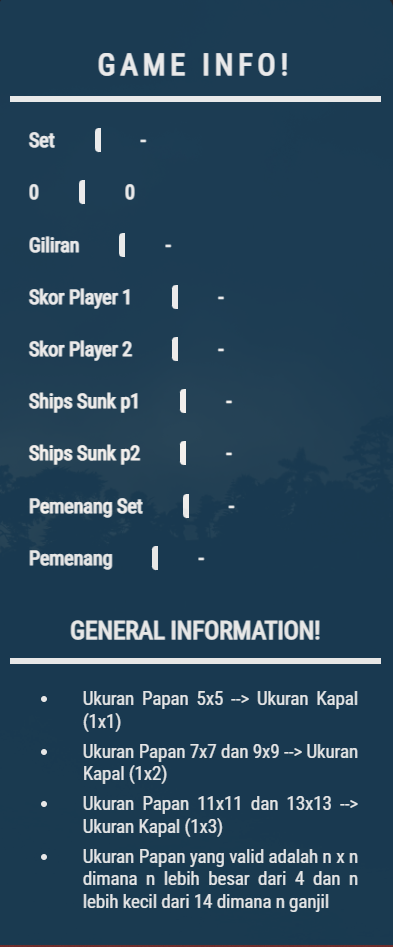 GAME INFO!
Set -
0 0
Giliran -
Skor Player 1 -
Skor Player 2 -
Ships Sunk p1 -
Ships Sunk p2 -
Pemenang Set -
Pemenang -
GENERAL INFORMATION!
• Ukuran Papan 5x5 --> Ukuran Kapal
(1x1)
• Ukuran Papan 7x7 dan 9x9 --> Ukuran
Kapal (1x2)
• Ukuran Papan 11x11 dan 13x13 -->
Ukuran Kapal (1x3)
• Ukuran Papan yang valid adalah n x n
dimana n lebih besar dari 4 dan n
lebih kecil dari 14 dimana n ganjil